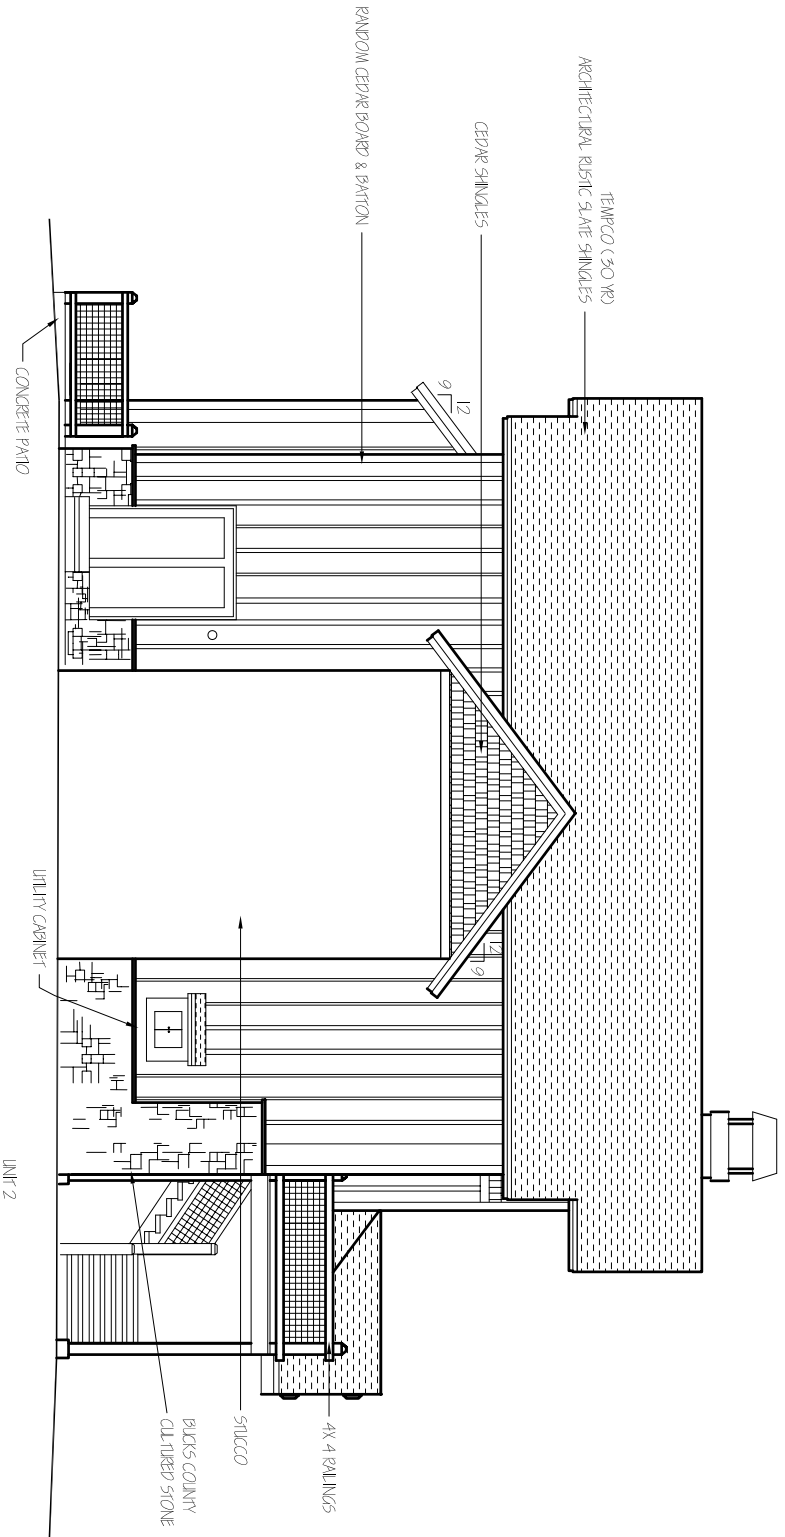 TEMPCO (30 YR)
ARCHITECTURAL RUSTIC SLATE SHINGLES
CEDAR SHINGLES
RANDOM CEDAR BOARD & BATTON
12
9
12
9
CONCRETE PATIO
UTILITY CABINET
4X 4 RAILINGS
STUCCO
BUCKS COUNTY
CULTURED STONE
UNIT 2